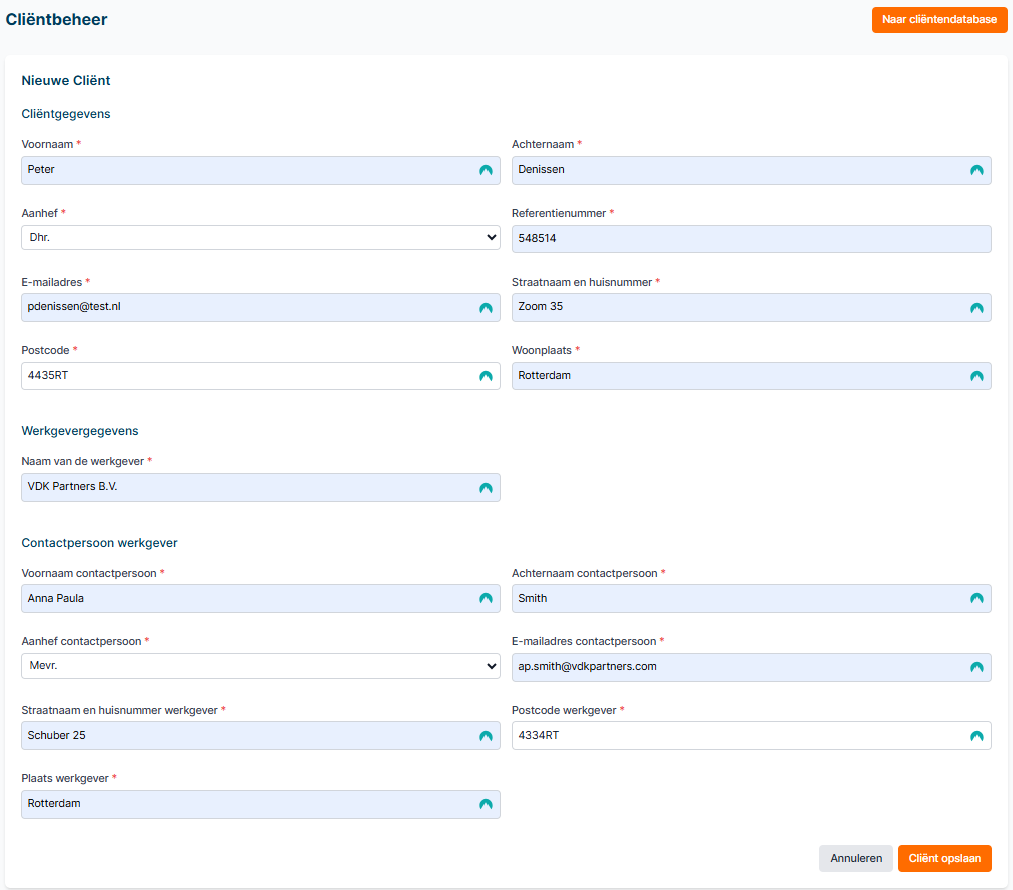 Cliëntbeheer
Naar cliëntendatabase
Nieuwe Cliënt
Cliëntgegevens
Voornaam *
Achternaam *
Peter
Denissen
Aanhef *
Referentienummer *
Dhr.
548514
E-mailadres *
Straatnaam en huisnummer *
pdenissen@test.nl
Zoom 35
Postcode *
Woonplaats *
4435RT
Rotterdam
Werkgevergegevens
Naam van de werkgever *
VDK Partners B.V.
Contactpersoon werkgever
Voornaam contactpersoon *
Achternaam contactpersoon *
Anna Paula
Smith
Aanhef contactpersoon *
E-mailadres contactpersoon *
Mevr.
ap.smith@vdkpartners.com
Straatnaam en huisnummer werkgever *
Postcode werkgever *
Schuber 25
4334RT
Plaats werkgever *
Rotterdam
Annuleren
Cliënt opslaan